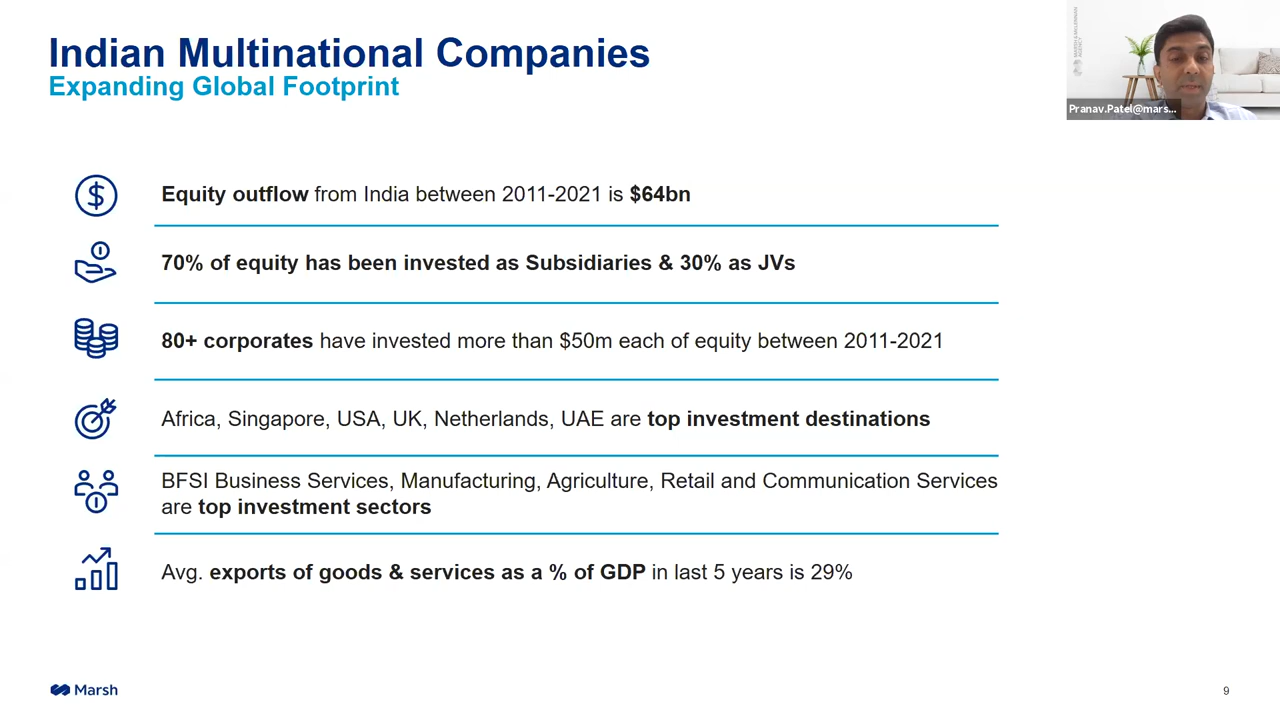 Indian Multinational Companies
Expanding Global Footprint
MARSH & McLENNAN
AGENCY
Pranav.Patel@mars...
Equity outflow from India between 2011-2021 is $64bn
70% of equity has been invested as Subsidiaries & 30% as JVs
80+ corporates have invested more than $50m each of equity between 2011-2021
Africa, Singapore, USA, UK, Netherlands, UAE are top investment destinations
BFSI Business Services, Manufacturing, Agriculture, Retail and Communication Services
are top investment sectors
Avg. exports of goods & services as a % of GDP in last 5 years is 29%
Marsh
9